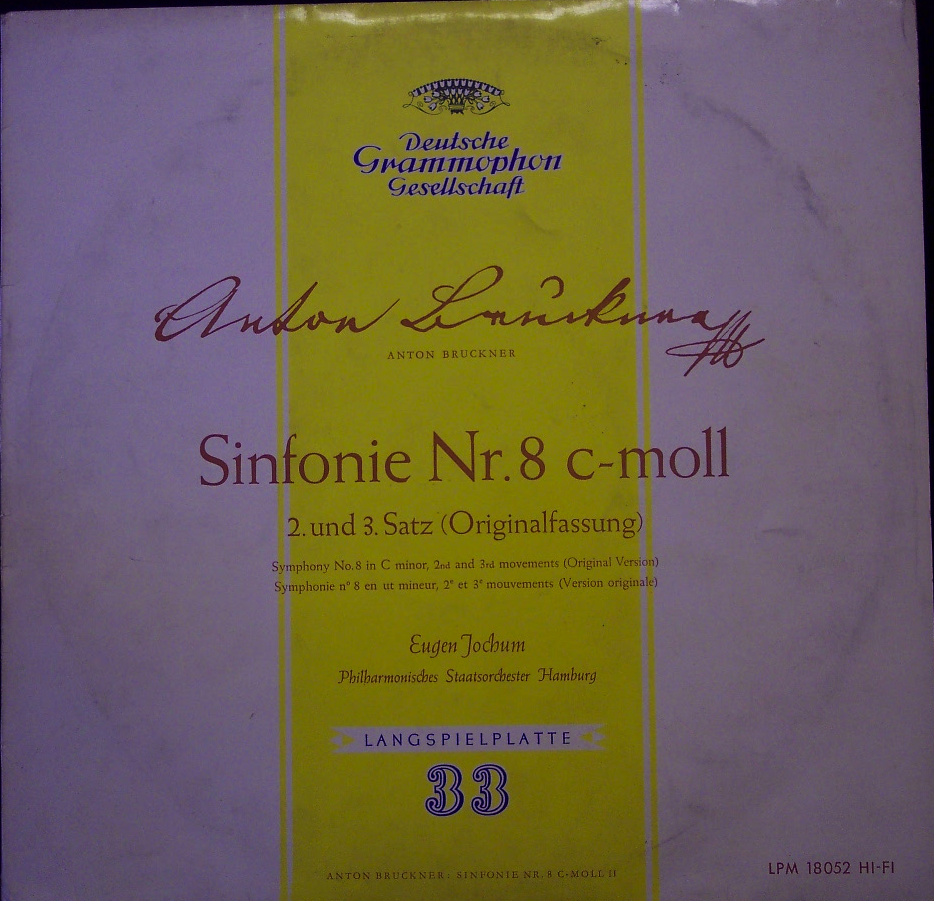 Deutsche
Grammophon
Gesellschaft
Anton Bruckner
ANTON BRUCKNER
Sinfonie Nr. 8 c-moll
2. und 3. Satz (Originalfassung)
Symphony No. 8 in C minor, 2nd and 3rd movements (Original Version)
Symphonie n° 8 en ut mineur, 2e et 3e mouvements (Version originale)
Eugen Jochum
Philharmonisches Staatsorchester Hamburg
LANGSPIELPLATTE
33
ANTON BRUCKNER: SINFONIE NR. 8 C-MOLL II
LPM 18052 HI-FI